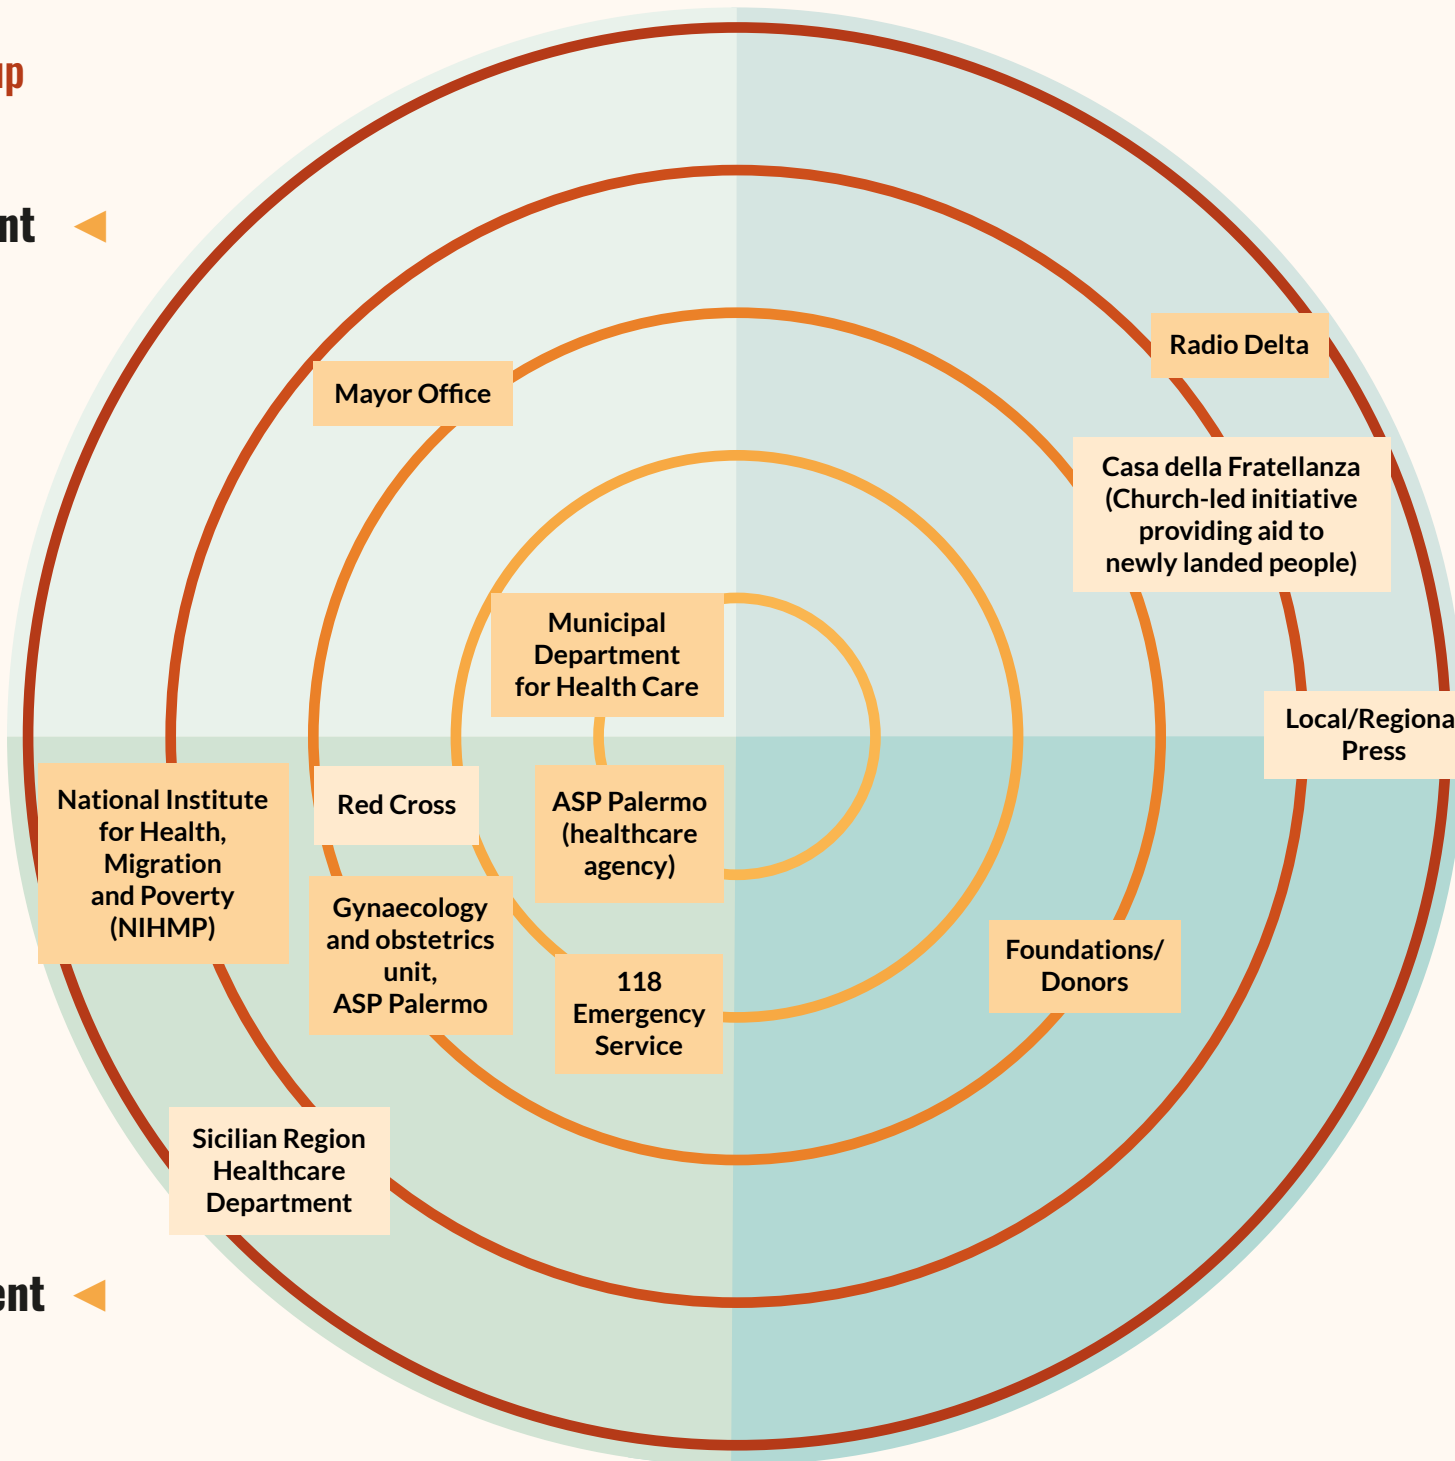 up
nt
Radio Delta
Mayor Office
Casa della Fratellanza
(Church-led initiative
providing aid to
newly landed people)
Municipal
Department
for Health Care
Local/Regiona
Press
National Institute
for Health,
Migration
and Poverty
(NIHMP)
Red Cross
ASP Palermo
(healthcare
agency)
Gynaecology
and obstetrics
unit,
ASP Palermo
118
Emergency
Service
Foundations/
Donors
Sicilian Region
Healthcare
Department
ent